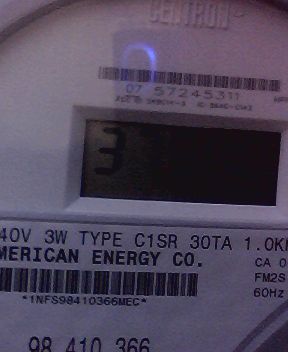 CENTRON
07 57245311
3
40V 3W TYPE C1SR 30TA 1.0K
MERICAN ENERGY CO.
CA 0
FM2S
60Hz
*1NFS98410366MEC*
98 410 366